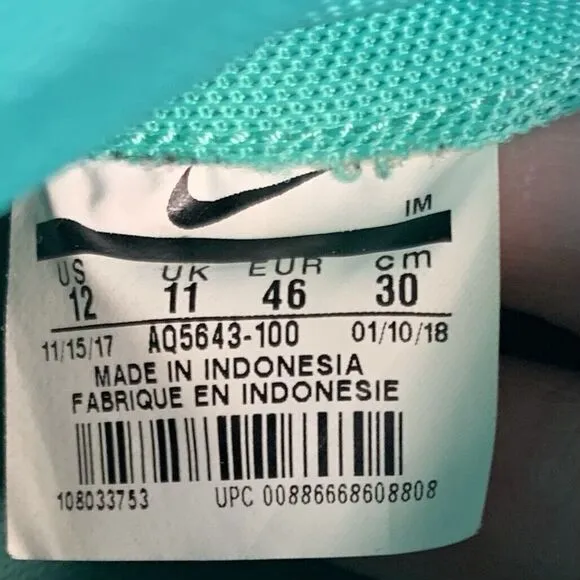 IM
US UK EUR cm
12 11 46 30
11/15/17 AQ5643-100 01/10/18
MADE IN INDONESIA
FABRIQUE EN INDONESIE
108033753 UPC 00886668608808